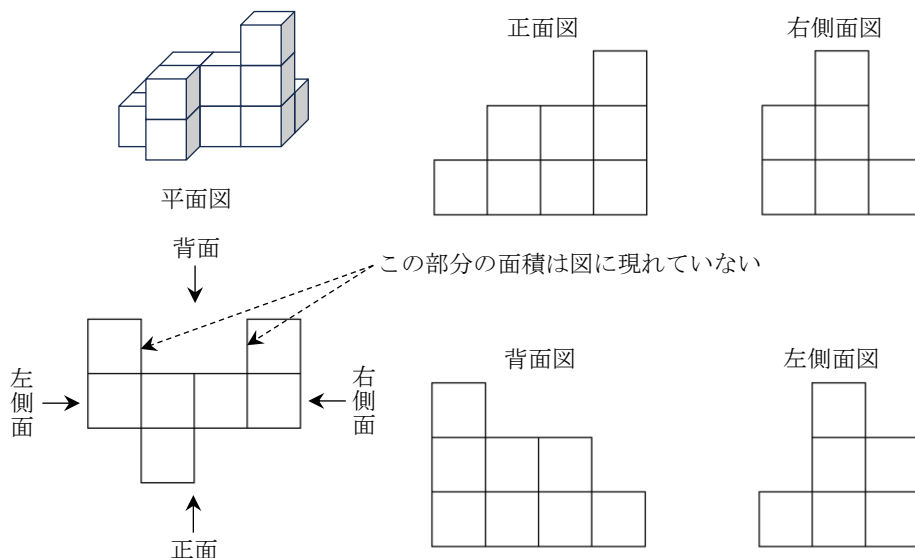 正面図
右側面図
平面図
背面
この部分の面積は図に現れていない
背面図
左側面図
左側面
右側面
正面